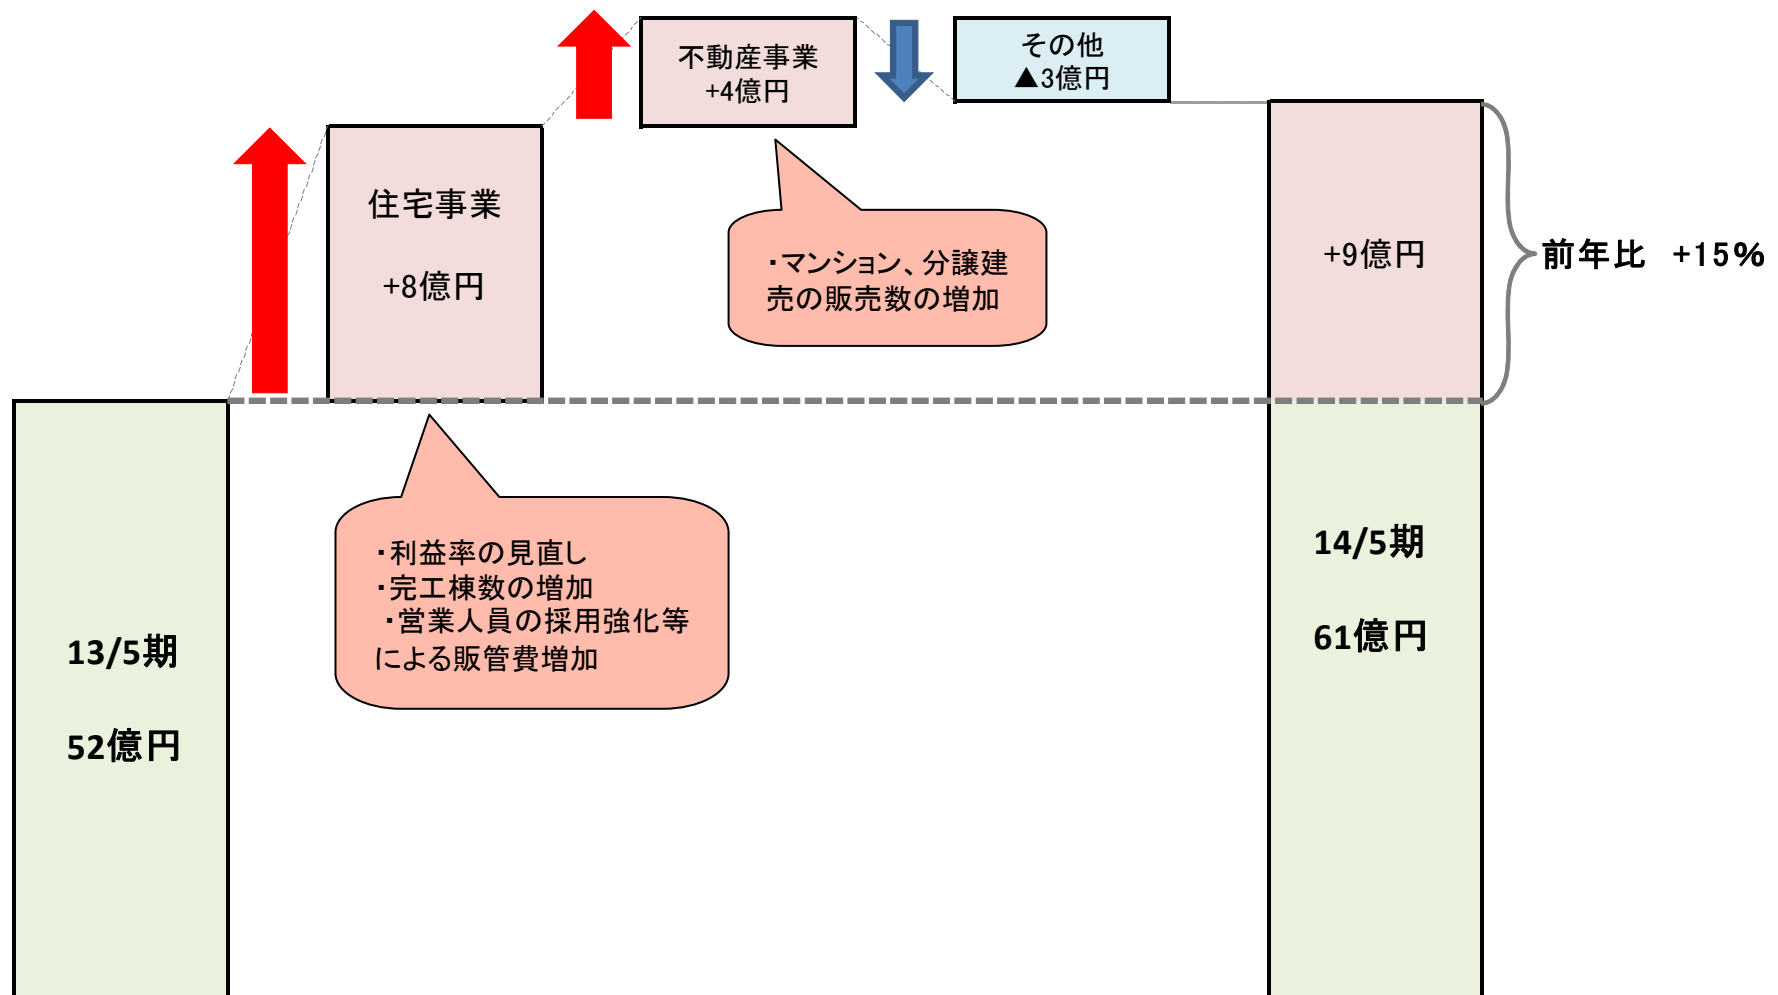 不動産事業
+4億円
その他
▲3億円
住宅事業
+8億円
・マンション、分譲建
売の販売数の増加
+9億円
前年比　+15%
・利益率の見直し
・完工棟数の増加
・営業人員の採用強化等
による販管費増加
13/5期
52億円
14/5期
61億円